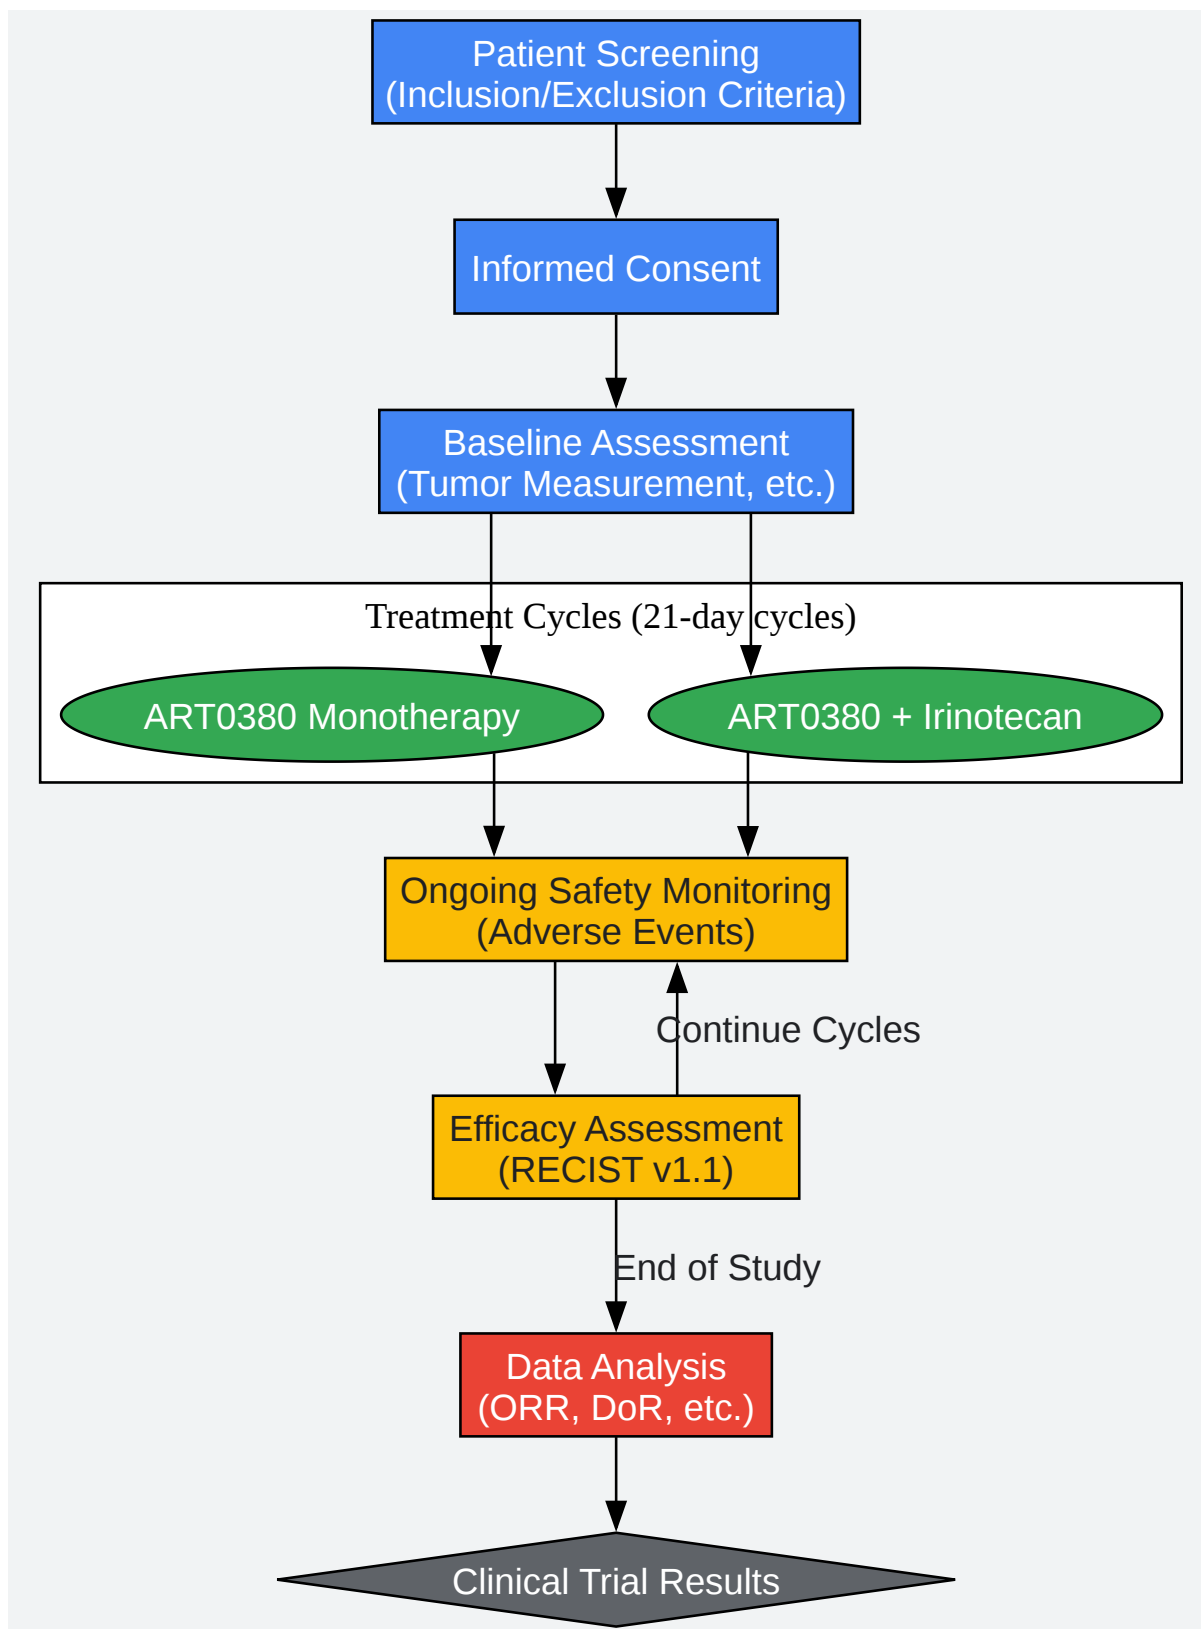 Patient Screening
(Inclusion/Exclusion Criteria)
Informed Consent
Baseline Assessment
(Tumor Measurement, etc.)
Treatment Cycles (21-day cycles)
ART0380 Monotherapy
ART0380 + Irinotecan
Ongoing Safety Monitoring
(Adverse Events)
Continue Cycles
Efficacy Assessment
(RECIST v1.1)
End of Study
Data Analysis
(ORR, DoR, etc.)
Clinical Trial Results